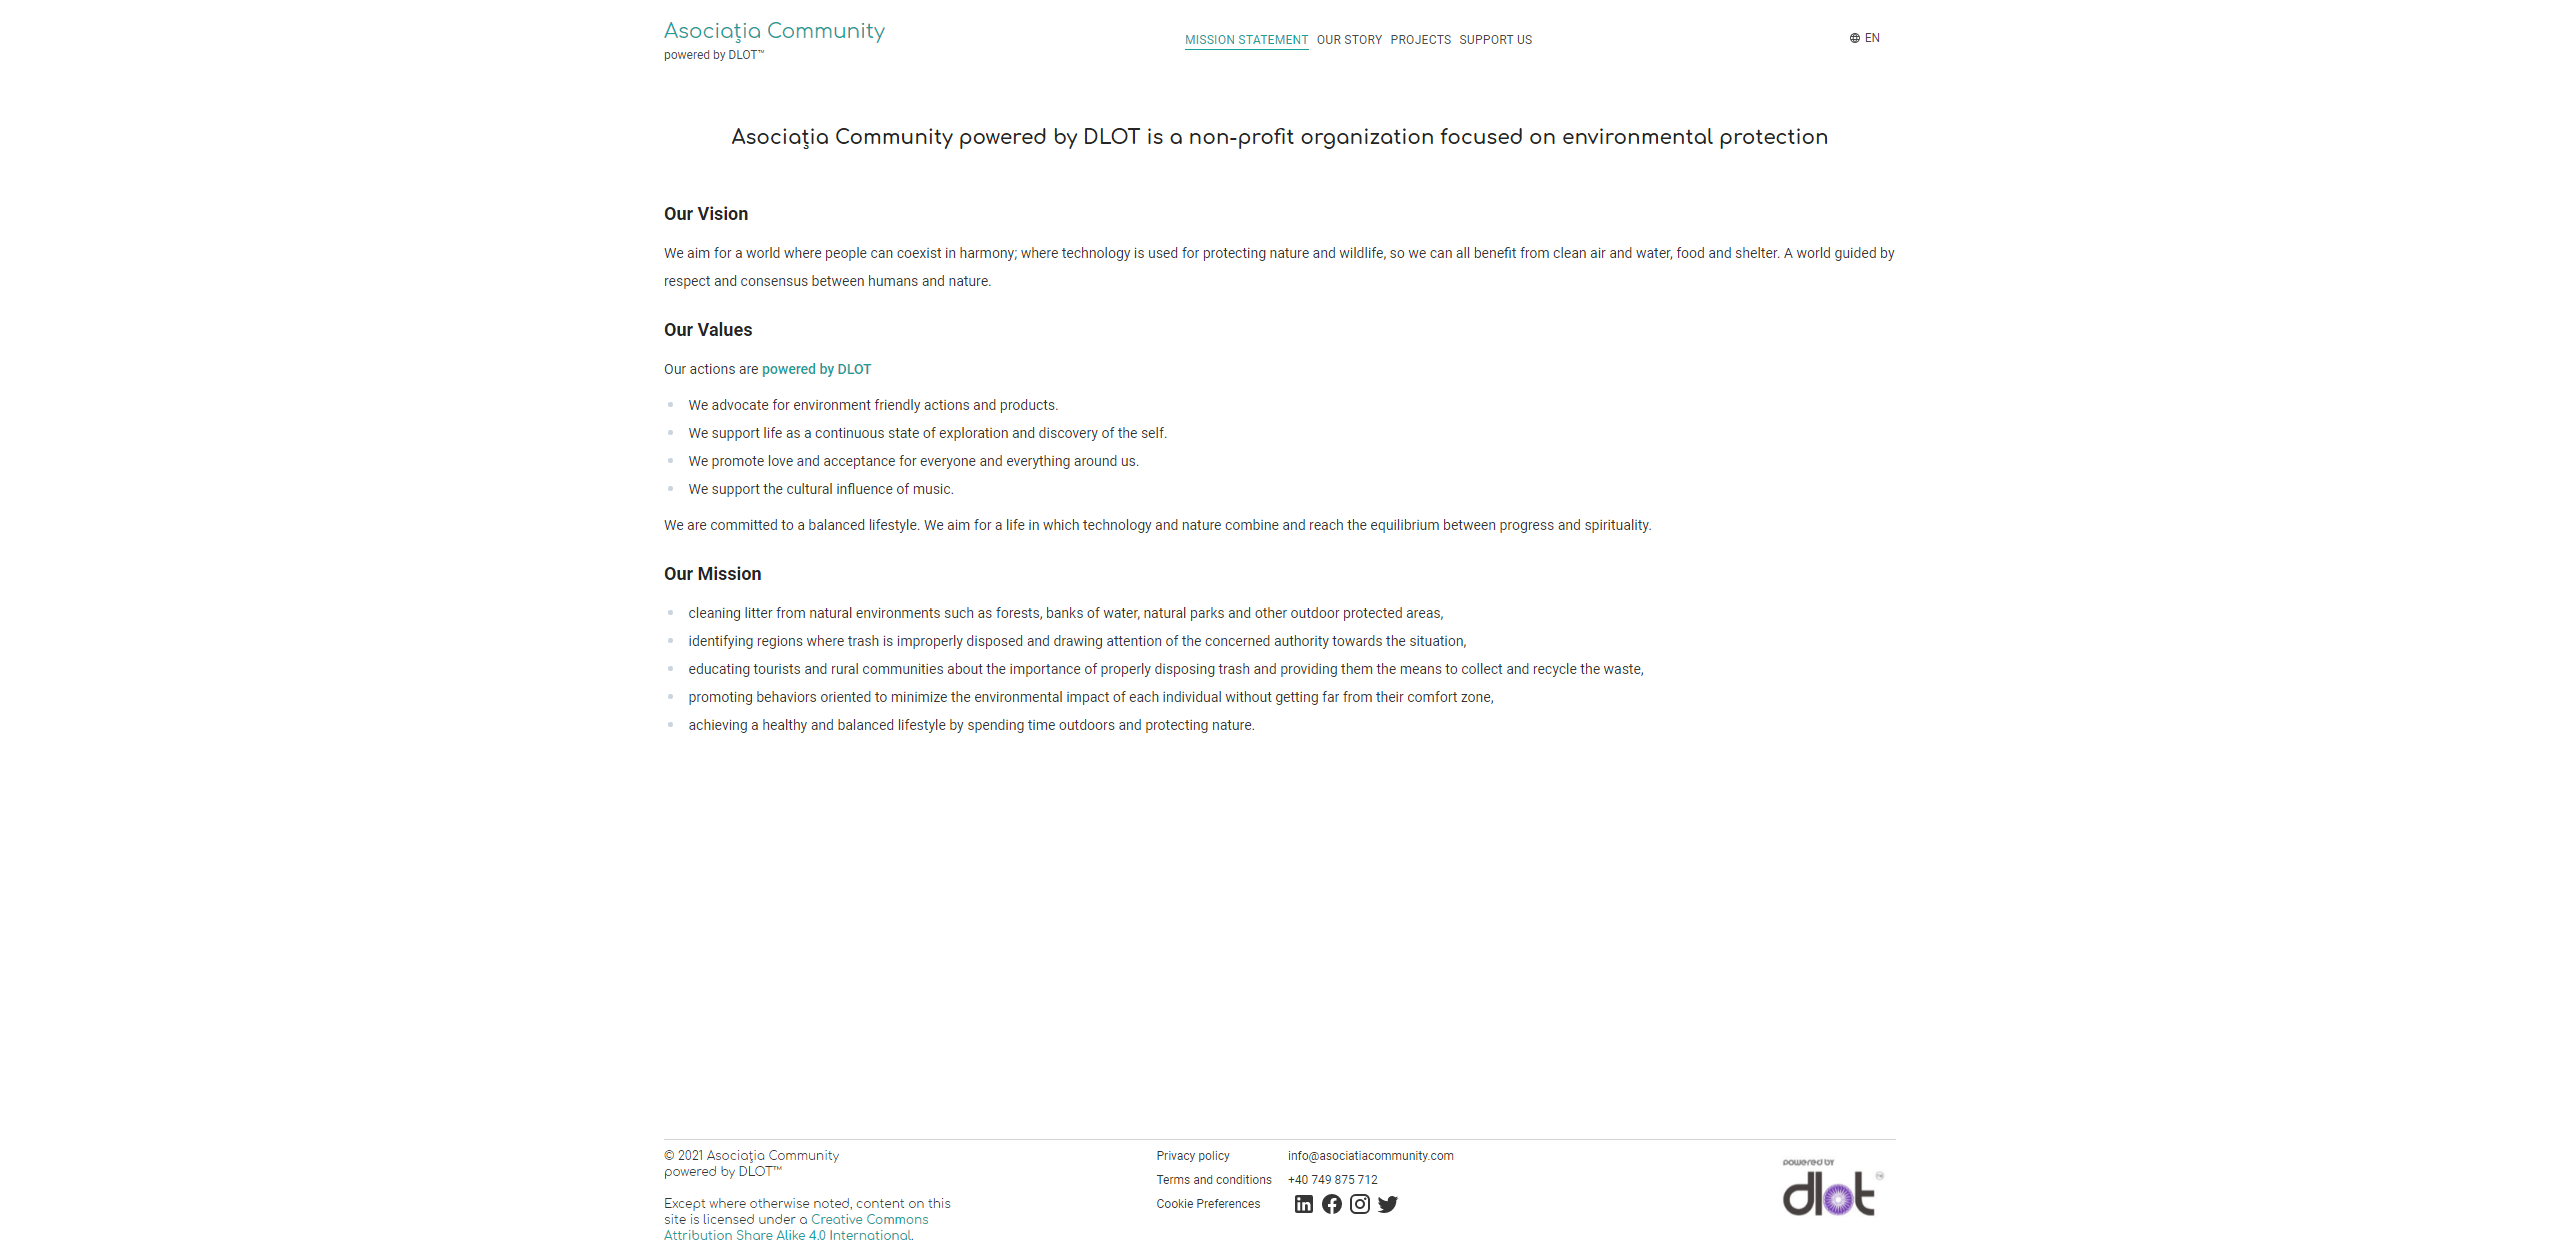 Asociația Community
powered by DLOT™
MISSION STATEMENT OUR STORY PROJECTS SUPPORT US
EN
Asociația Community powered by DLOT is a non-profit organization focused on environmental protection
Our Vision
We aim for a world where people can coexist in harmony; where technology is used for protecting nature and wildlife, so we can all benefit from clean air and water, food and shelter. A world guided by
respect and consensus between humans and nature.
Our Values
Our actions are powered by DLOT
We advocate for environment friendly actions and products.
We support life as a continuous state of exploration and discovery of the self.
We promote love and acceptance for everyone and everything around us.
We support the cultural influence of music.
We are committed to a balanced lifestyle. We aim for a life in which technology and nature combine and reach the equilibrium between progress and spirituality.
Our Mission
cleaning litter from natural environments such as forests, banks of water, natural parks and other outdoor protected areas,
identifying regions where trash is improperly disposed and drawing attention of the concerned authority towards the situation,
educating tourists and rural communities about the importance of properly disposing trash and providing them the means to collect and recycle the waste,
promoting behaviors oriented to minimize the environmental impact of each individual without getting far from their comfort zone,
achieving a healthy and balanced lifestyle by spending time outdoors and protecting nature.
© 2021 Asociația Community
powered by DLOT™
Except where otherwise noted, content on this
site is licensed under a Creative Commons
Attribution Share Alike 4.0 International.
Privacy policy
Terms and conditions
Cookie Preferences
info@asociatiacommunity.com
+40 749 875 712
powered by
dlot ™